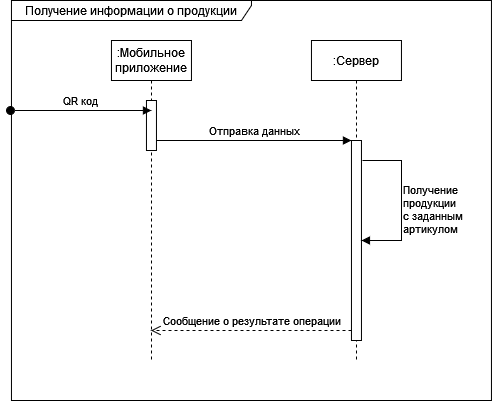 Получение информации о продукции
:Мобильное
приложение
:Сервер
QR код
Отправка данных
Получение
продукции
с заданным
артикулом
Сообщение о результате операции